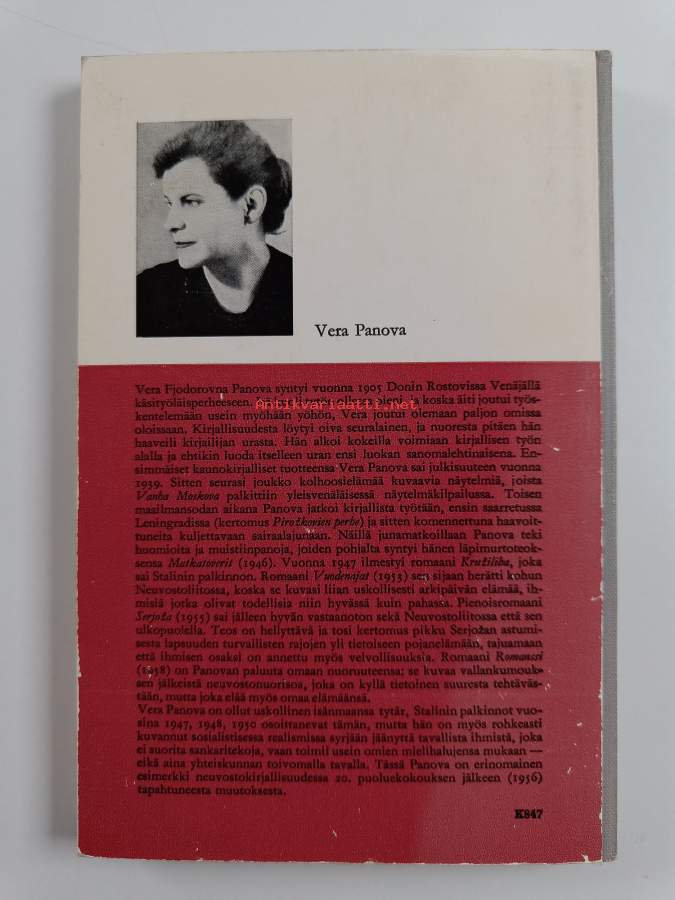 Vera Panova
Vera Fjodorovna Panova syntyi vuonna 1905 Donin Rostovissa Venäjällä
käsityöläisperheeseen. Isä kuoli tytön ollessa pieni, ja koska äiti joutui työs-
Antikvariaatti.net
kentelemään usein myöhään yöhön, Vera joutui olemaan paljon omissa
oloissaan. Kirjallisuudesta löytyi oiva seuralainen, ja nuoresta pitäen hän
haaveili kirjailijan urasta. Hän alkoi kokeilla voimiaan kirjallisen työn
alalla ja ehtikin luoda itselleen uran ensi luokan sanomalehtinaisena. En-
simmäiset kaunokirjalliset tuotteensa Vera Panova sai julkisuuteen vuonna
1939. Sitten seurasi joukko kolhoosielämää kuvaavia näytelmiä, joista
Vanha Moskova palkittiin yleisvenäläisessä näytelmäkilpailussa. Toisen
maailmansodan aikana Panova jatkoi kirjallista työtään, ensin saarretussa
Leningradissa (kertomus Pirožkovien perhe) ja sitten komennettuna haavoit-
tuneita kuljettavaan sairaalajunaan. Näillä junamatkoillaan Panova teki
huomioita ja muistiinpanoja, joiden pohjalta syntyi hänen läpimurtoteok-
sensa Matkatoverit (1946). Vuonna 1947 ilmestyi romaani Kružiliha, joka
sai Stalinin palkinnon. Romaani Vuodenajat (1953) sen sijaan herätti kohun
Neuvostoliitossa, koska se kuvasi liian uskollisesti arkipäivän elämää, ih-
misiä jotka olivat todellisia niin hyvässä kuin pahassa. Pienoisromaani
Serjoža (1955) sai jälleen hyvän vastaanoton sekä Neuvostoliitossa että sen
ulkopuolella. Teos on hellyttävä ja tosi kertomus pikku Serjožan astumi-
sesta lapsuuden turvallisten rajojen yli tietoiseen pojanelämään, tajuamaan
että ihmisen osaksi on annettu myös velvollisuuksia. Romaani Romanssi
(1958) on Panovan paluuta omaan nuoruuteensa; se kuvaa vallankumouk-
sen jälkeistä neuvostonuorisoa, joka on kyllä tietoinen suuresta tehtäväs-
tään, mutta joka elää myös omaa elämäänsä.
Vera Panova on ollut uskollinen isänmaansa tytär, Stalinin palkinnot vuo-
sina 1947, 1948, 1950 osoittanevat tämän, mutta hän on myös rohkeasti
kuvannut sosialistisessa realismissa syrjään jäänyttä tavallista ihmistä, joka
ei suorita sankaritekoja, vaan toimii usein omien mielihalujensa mukaan —
eikä aina yhteiskunnan toivomalla tavalla. Tässä Panova on erinomainen
esimerkki neuvostokirjallisuudessa 20. puoluekokouksen jälkeen (1956)
tapahtuneesta muutoksesta.
K847